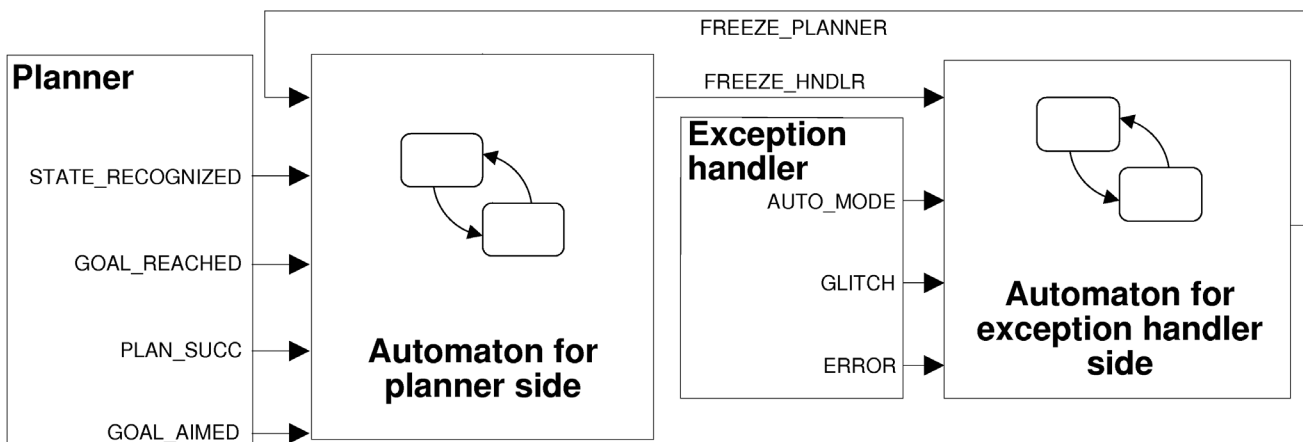 FREEZE_PLANNER
Planner
FREEZE_HNDLR
Exception
handler
STATE_RECOGNIZED
AUTO_MODE
GOAL_REACHED
GLITCH
Automaton for
exception handler
side
PLAN_SUCC
Automaton for
planner side
ERROR
GOAL_AIMED